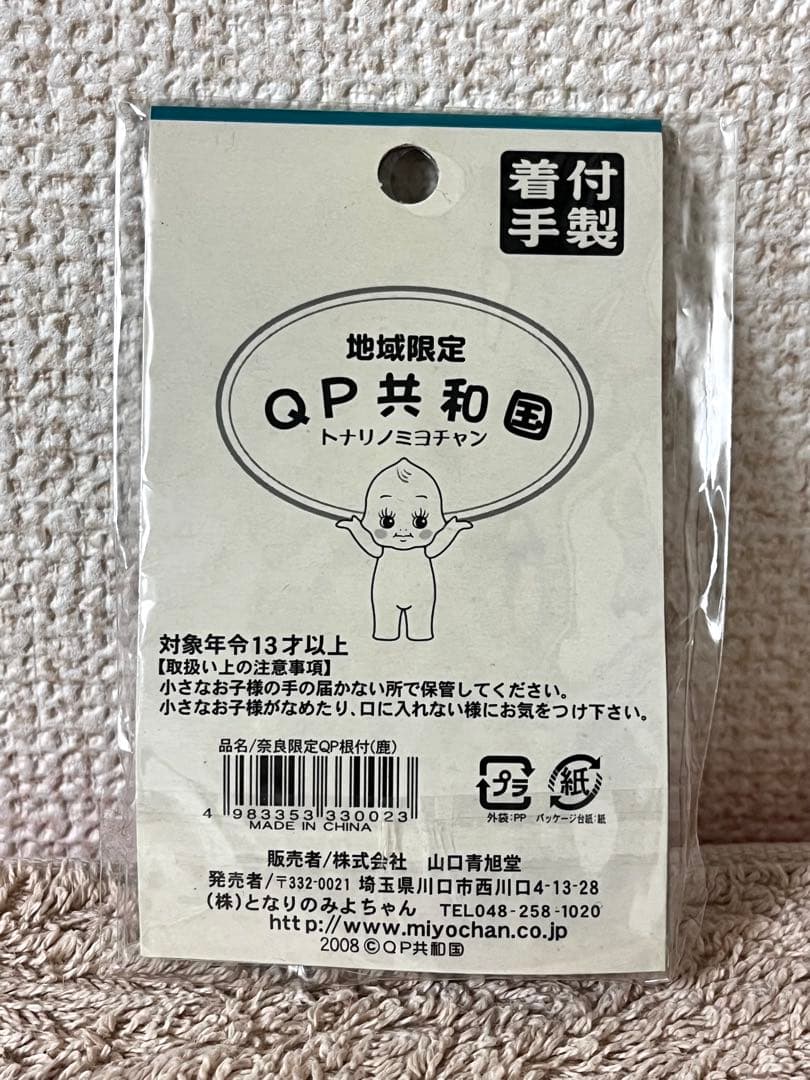 着付
手製
地域限定
QP共和国
トナリノミヨチャン
対象年令13才以上
【取扱い上の注意事項】
小さなお子様の手の届かない所で保管してください。
小さなお子様がなめたり、口に入れない様にお気をつけ下さい。
品名/奈良限定QP根付(鹿)
4 983353 330023
MADE IN CHINA
プラ
外袋:PP
紙
パッケージ台紙:紙
販売者/株式会社 山口青旭堂
発売者/〒332-0021 埼玉県川口市西川口4-13-28
(株)となりのみよちゃん TEL048-258-1020
http://www.miyochan.co.jp
2008©QP共和国